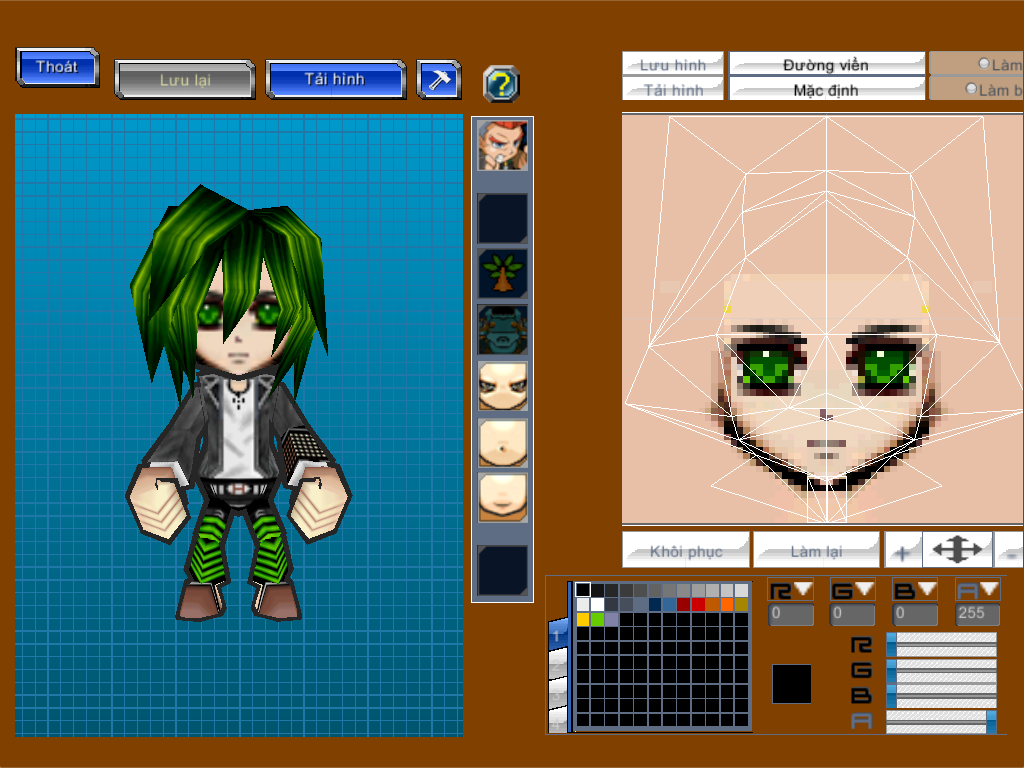 Thoát
Lưu lại
Tải hình
?
Lưu hình
Đường viền
Làm
Tải hình
Mặc định
Làm b
Khôi phục
Làm lại
+
-
1
R G B A
0 0 0 255
R
G
B
A